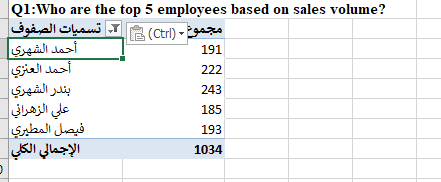 Q1:Who are the top 5 employees based on sales volume?
تسميات الصفوف (Ctrl) مجموع
أحمد الشهري 191
أحمد العنزي 222
بندر الشهري 243
علي الزهراني 185
فيصل المطيري 193
الإجمالي الكلي 1034